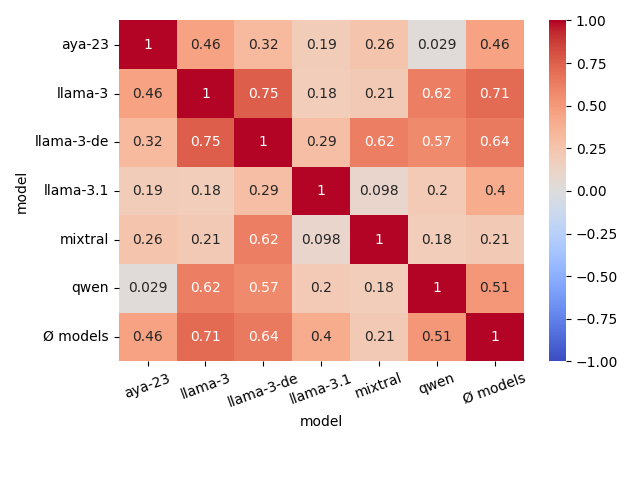 aya-23 1 0.46 0.32 0.19 0.26 0.029 0.46
llama-3 0.46 1 0.75 0.18 0.21 0.62 0.71
llama-3-de 0.32 0.75 1 0.29 0.62 0.57 0.64
llama-3.1 0.19 0.18 0.29 1 0.098 0.2 0.4
mixtral 0.26 0.21 0.62 0.098 1 0.18 0.21
qwen 0.029 0.62 0.57 0.2 0.18 1 0.51
Ø models 0.46 0.71 0.64 0.4 0.21 0.51 1
aya-23 llama-3 llama-3-de llama-3.1 mixtral qwen Ø models
model
model
1.00
0.75
0.50
0.25
0.00
−0.25
−0.50
−0.75
−1.00